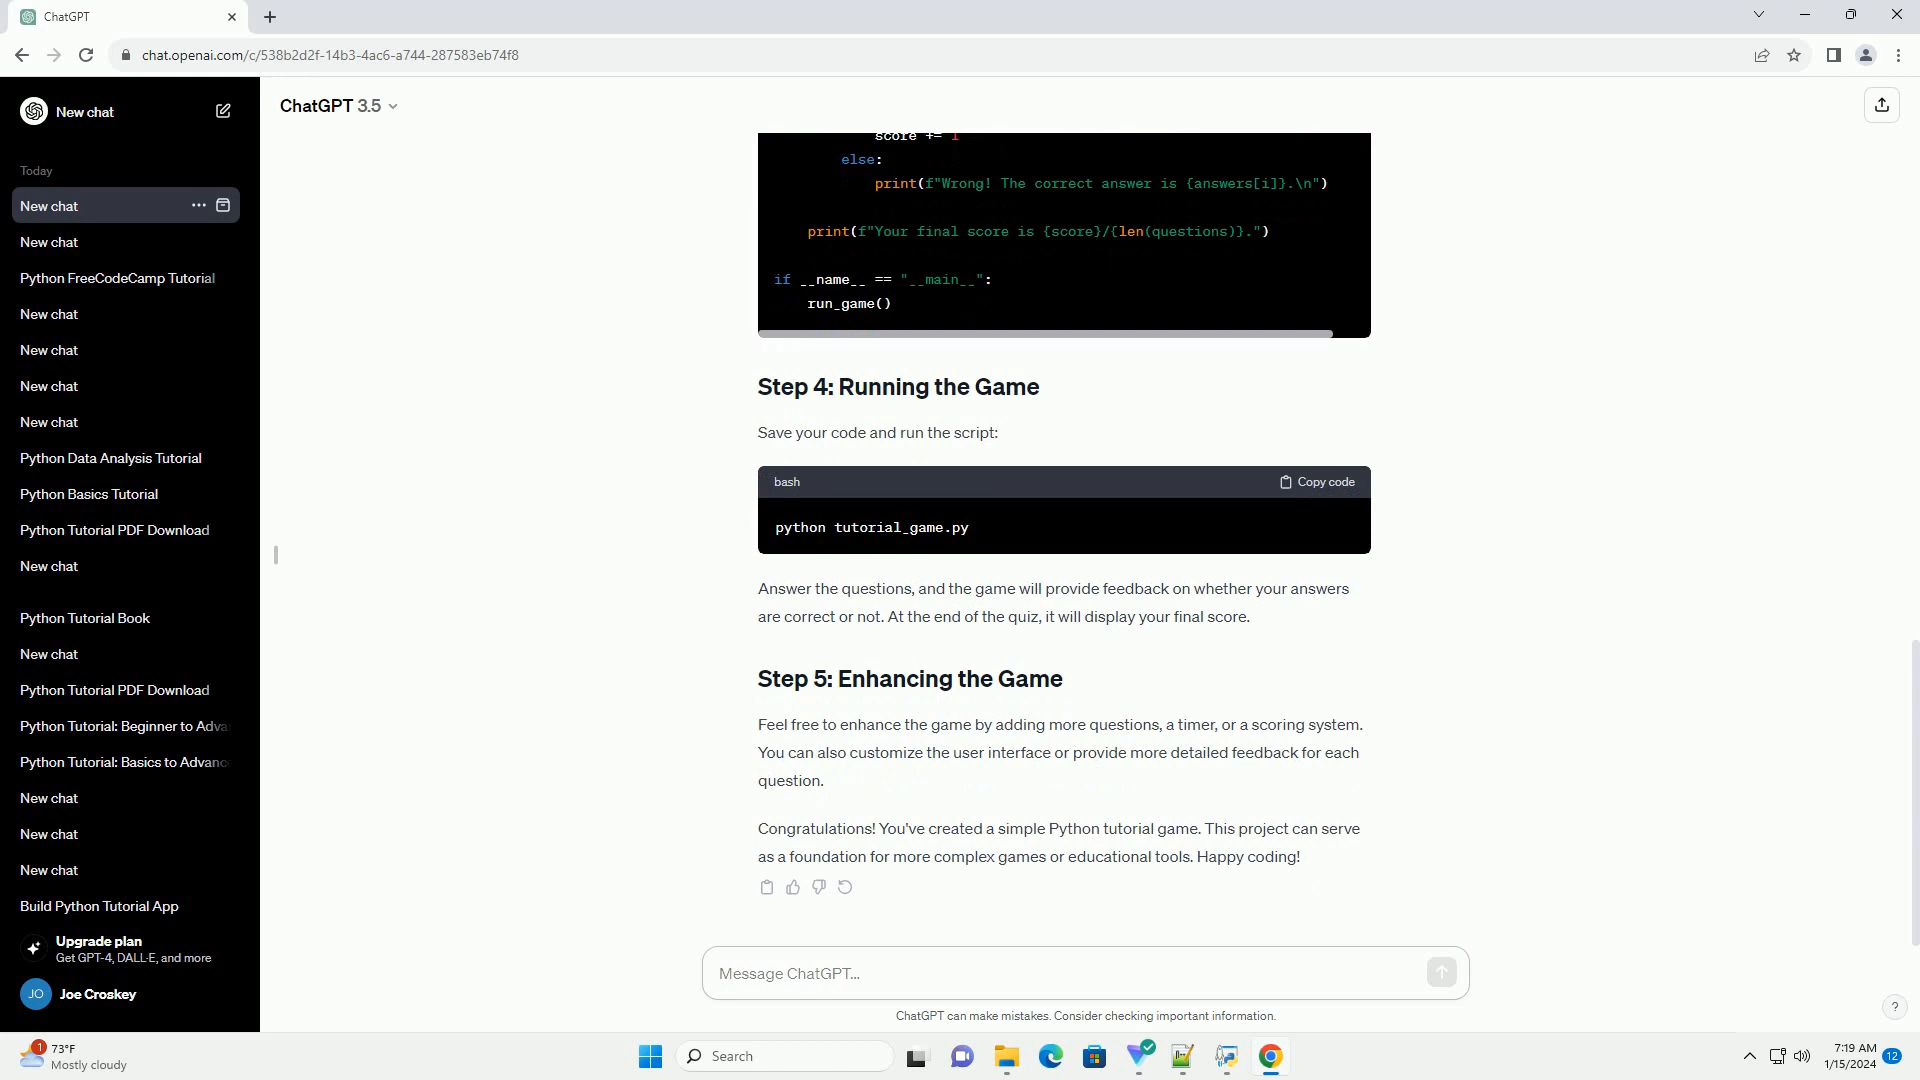 ChatGPT
chat.openai.com/c/538b2d2f-14b3-4ac6-a744-287583eb74f8
New chat
Today
New chat
New chat
Python FreeCodeCamp Tutorial
New chat
New chat
New chat
New chat
Python Data Analysis Tutorial
Python Basics Tutorial
Python Tutorial PDF Download
New chat
Python Tutorial Book
New chat
Python Tutorial PDF Download
Python Tutorial: Beginner to Adva
Python Tutorial: Basics to Advanc
New chat
New chat
New chat
Build Python Tutorial App
Upgrade plan
Get GPT-4, DALL·E, and more
JO Joe Croskey
ChatGPT 3.5
score += 1
else:
print(f"Wrong! The correct answer is {answers[i]}.\n")
print(f"Your final score is {score}/{len(questions)}.")
if __name__ == "__main__":
run_game()
Step 4: Running the Game
Save your code and run the script:
bash Copy code
python tutorial_game.py
Answer the questions, and the game will provide feedback on whether your answers
are correct or not. At the end of the quiz, it will display your final score.
Step 5: Enhancing the Game
Feel free to enhance the game by adding more questions, a timer, or a scoring system.
You can also customize the user interface or provide more detailed feedback for each
question.
Congratulations! You've created a simple Python tutorial game. This project can serve
as a foundation for more complex games or educational tools. Happy coding!
Message ChatGPT...
ChatGPT can make mistakes. Consider checking important information.
?
1
73°F
Mostly cloudy
Search
7:19 AM
1/15/2024
12